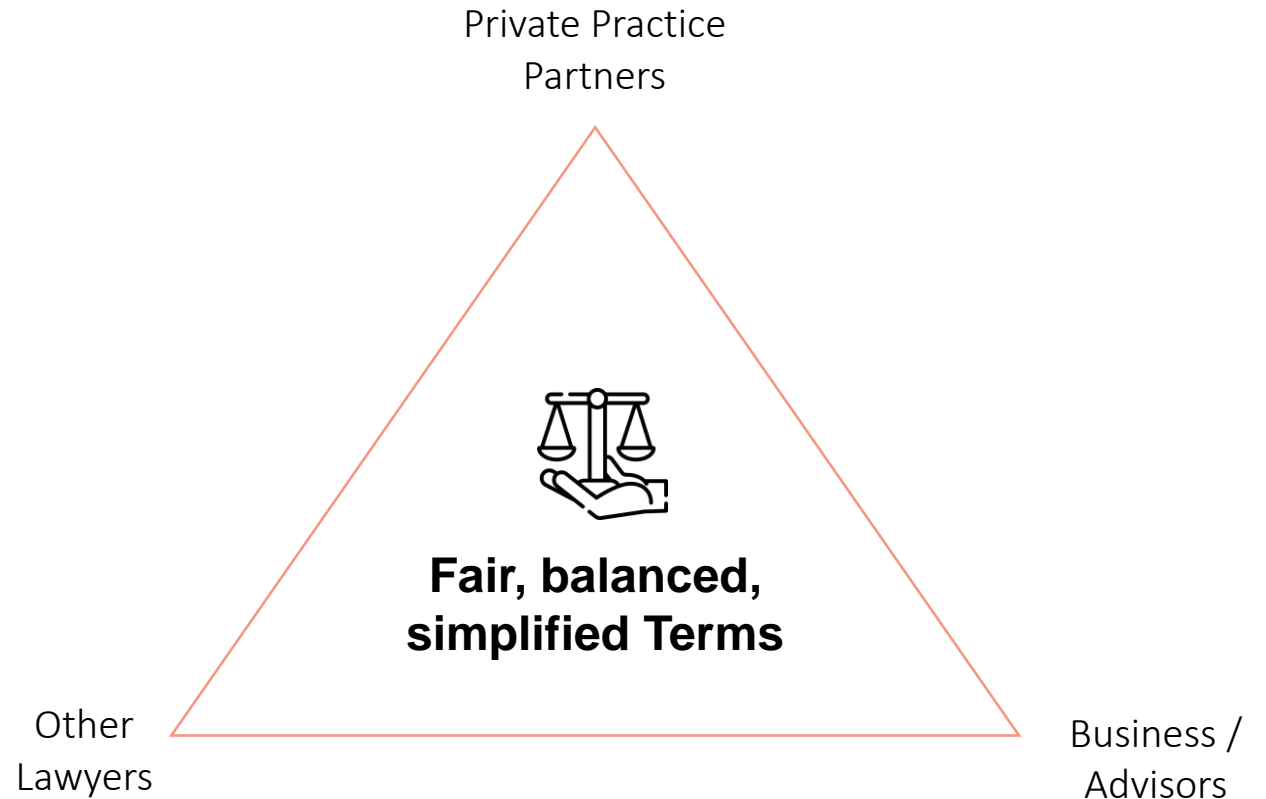 Private Practice
Partners
Fair, balanced,
simplified Terms
Other
Lawyers
Business /
Advisors